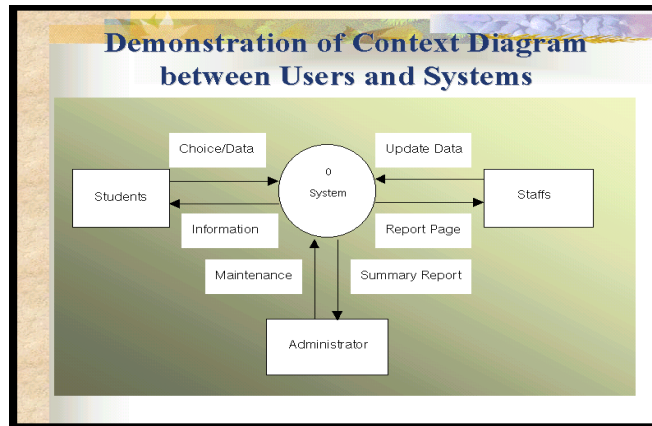 Demonstration of Context Diagram
between Users and Systems
Choice/Data
Update Data
0
System
Students
Staffs
Information
Report Page
Maintenance
Summary Report
Administrator